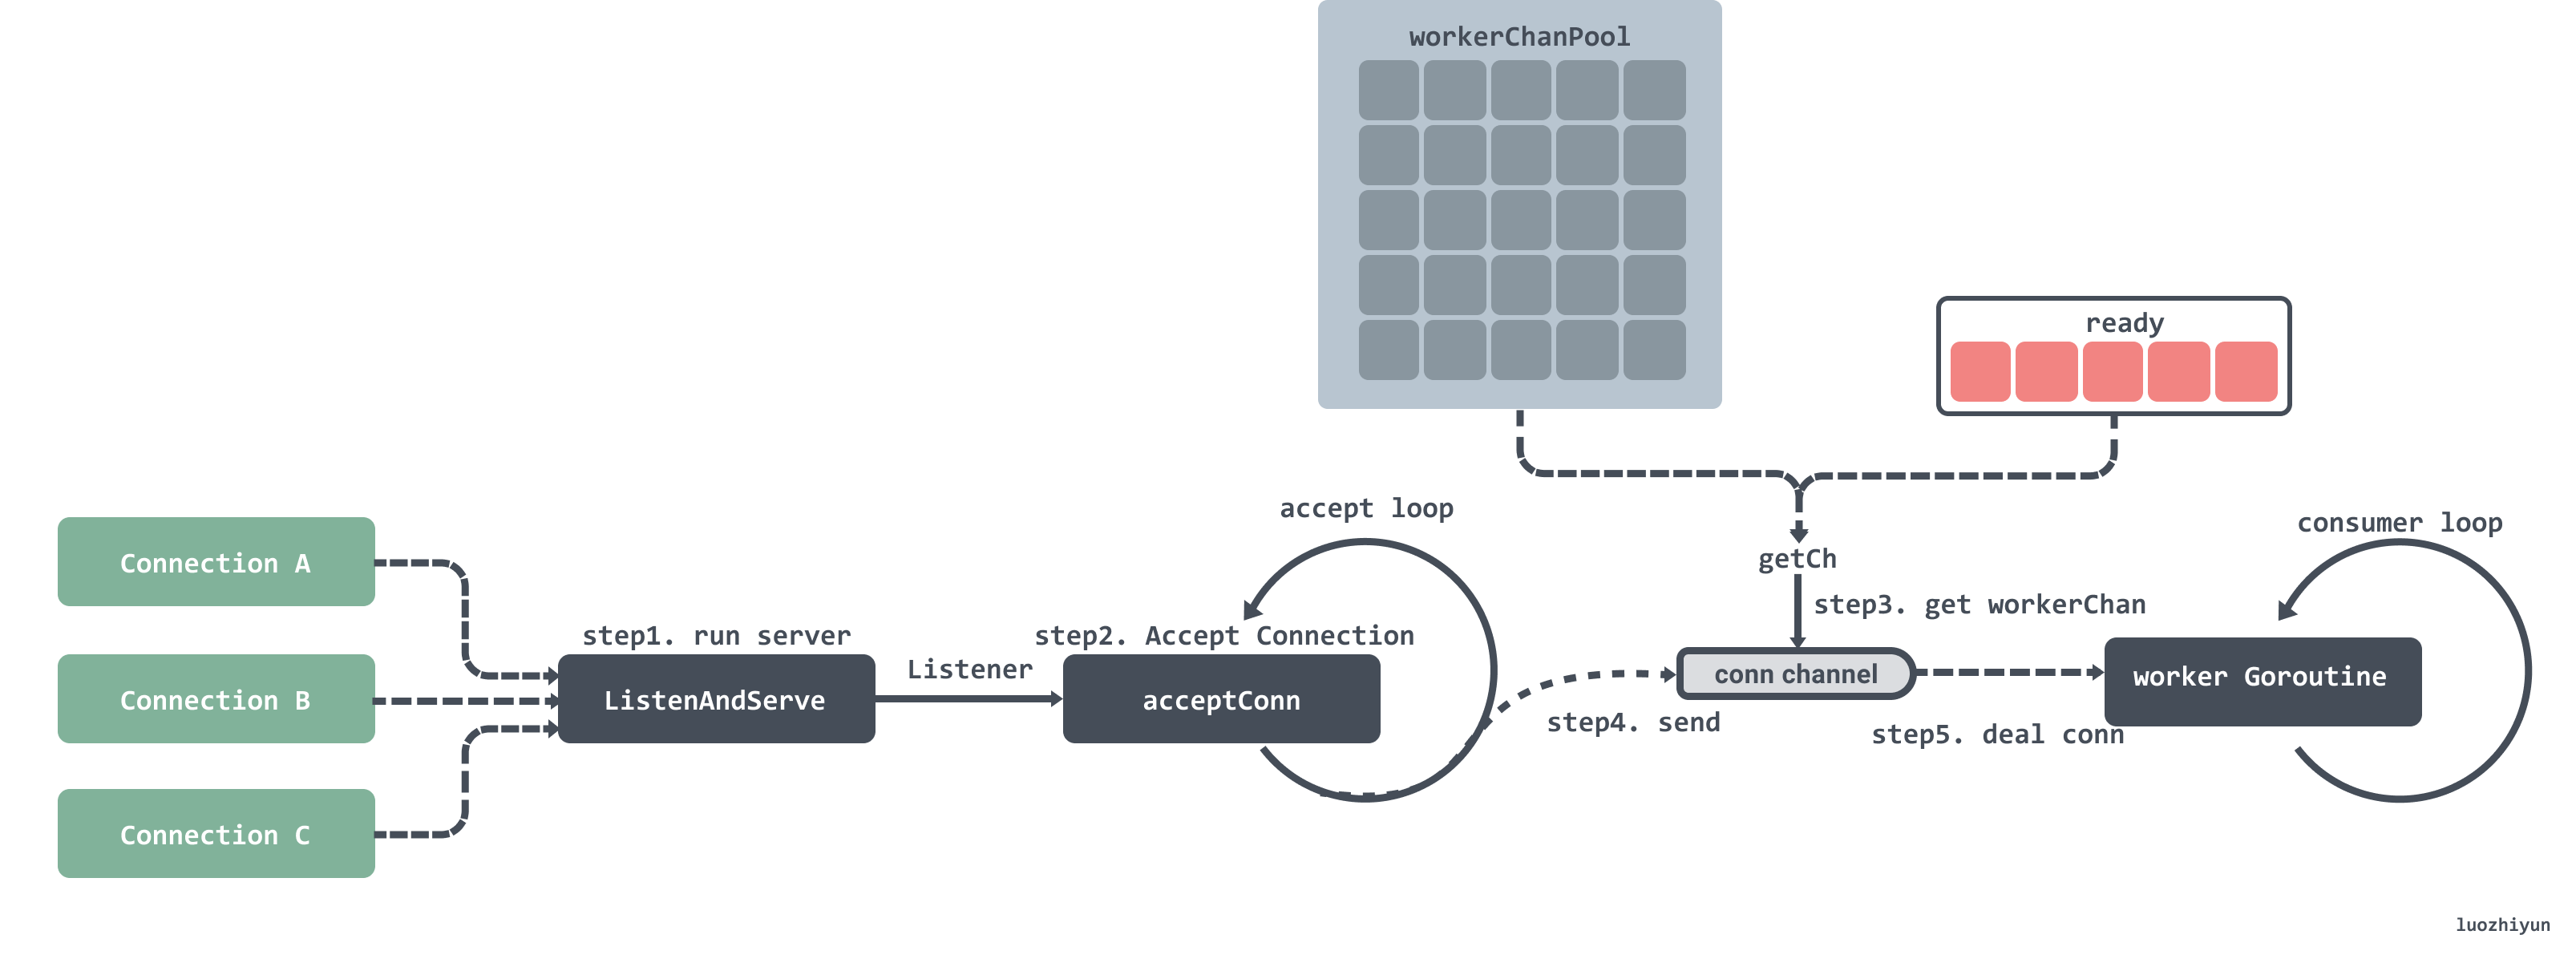 workerChanPool
ready
accept loop
consumer loop
getCh
Connection A
step3. get workerChan
step1. run server
step2. Accept Connection
Listener
conn channel
worker Goroutine
Connection B
ListenAndServe
acceptConn
step4. send
step5. deal conn
Connection C
luozhiyun